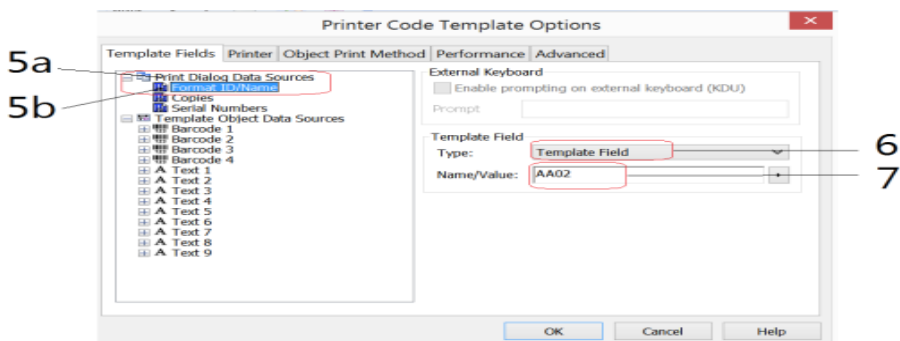 Printer Code Template Options
Template Fields Printer Object Print Method Performance Advanced
5a
Print Dialog Data Sources
5b
Format ID/Name
Copies
Serial Numbers
Template Object Data Sources
Barcode 1
Barcode 2
Barcode 3
Barcode 4
A Text 1
A Text 2
A Text 3
A Text 4
A Text 5
A Text 6
A Text 7
A Text 8
A Text 9
External Keyboard
Enable prompting on external keyboard (KDU)
Prompt
Template Field
Type: Template Field
6
Name/Value: AA02
7
OK Cancel Help